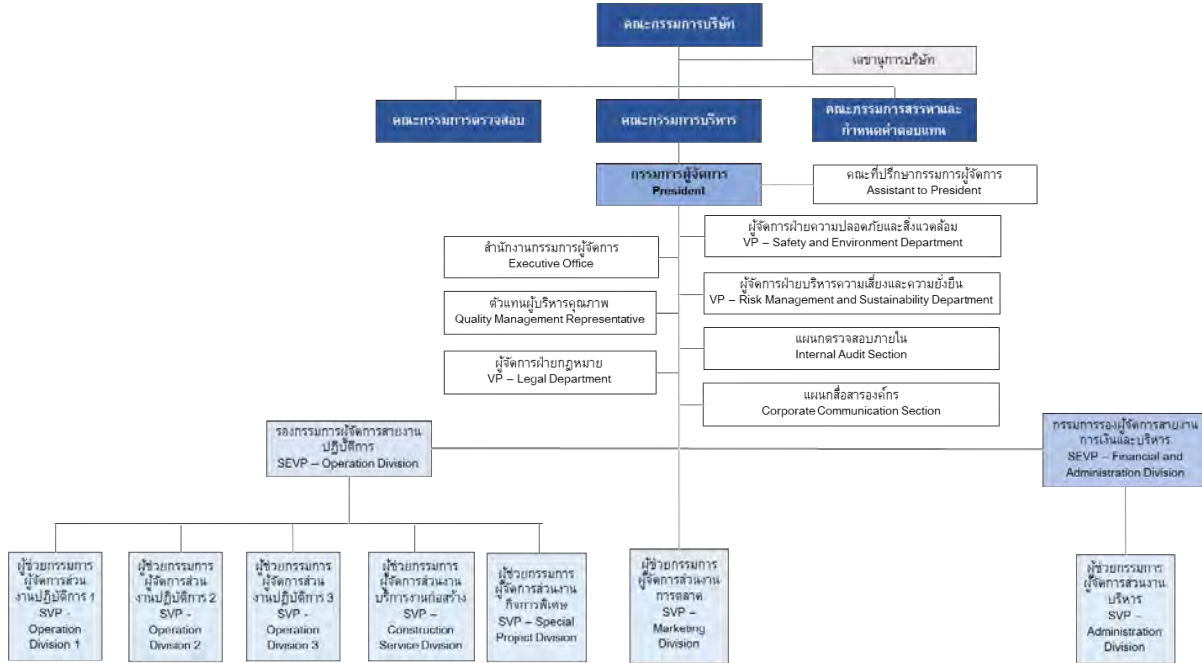 คณะกรรมการบริษัท
เลขานุการบริษัท
คณะกรรมการตรวจสอบ
คณะกรรมการบริหาร
คณะกรรมการสรรหาและ
กำหนดค่าตอบแทน
กรรมการผู้จัดการ
President
คณะที่ปรึกษากรรมการผู้จัดการ
Assistant to President
สำนักงานกรรมการผู้จัดการ
Executive Office
ผู้จัดการฝ่ายความปลอดภัยและสิ่งแวดล้อม
VP – Safety and Environment Department
ตัวแทนผู้บริหารคุณภาพ
Quality Management Representative
ผู้จัดการฝ่ายบริหารความเสี่ยงและความยั่งยืน
VP – Risk Management and Sustainability Department
ผู้จัดการฝ่ายกฎหมาย
VP – Legal Department
แผนกตรวจสอบภายใน
Internal Audit Section
แผนกสื่อสารองค์กร
Corporate Communication Section
รองกรรมการผู้จัดการสายงาน
ปฏิบัติการ
SEVP – Operation Division
กรรมการรองผู้จัดการสายงาน
การเงินและบริหาร
SEVP – Financial and
Administration Division
ผู้ช่วยกรรมการ
ผู้จัดการส่วน
งานปฏิบัติการ 1
SVP -
Operation
Division 1
ผู้ช่วยกรรมการ
ผู้จัดการส่วน
งานปฏิบัติการ 2
SVP -
Operation
Division 2
ผู้ช่วยกรรมการ
ผู้จัดการส่วน
งานปฏิบัติการ 3
SVP -
Operation
Division 3
ผู้ช่วยกรรมการ
ผู้จัดการส่วนงาน
บริการงานก่อสร้าง
SVP –
Construction
Service Division
ผู้ช่วยกรรมการ
ผู้จัดการส่วนงาน
กิจการพิเศษ
SVP – Special
Project Division
ผู้ช่วยกรรมการ
ผู้จัดการส่วนงาน
การตลาด
SVP –
Marketing
Division
ผู้ช่วยกรรมการ
ผู้จัดการส่วนงาน
บริหาร
SVP –
Administration
Division